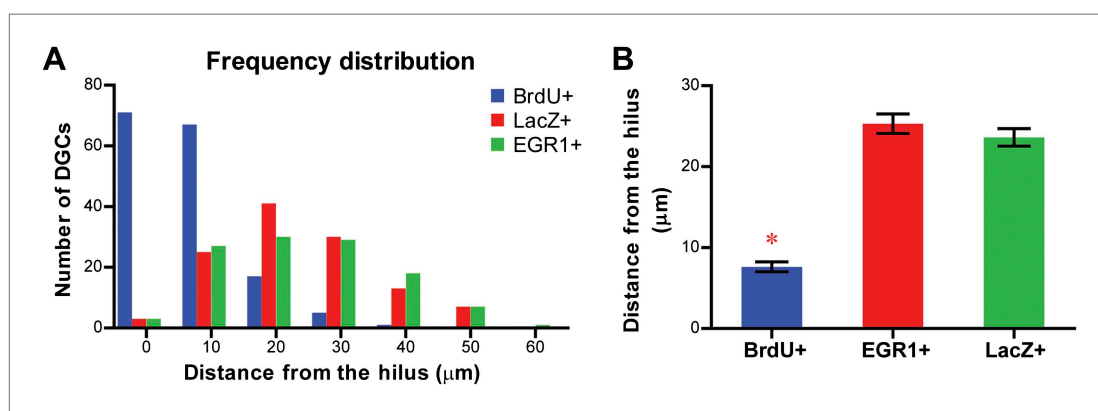 A
Frequency distribution
80
60
40
20
0
Number of DGCs
BrdU+
LacZ+
EGR1+
0 10 20 30 40 50 60
Distance from the hilus (μm)
B
30
20
10
0
Distance from the hilus
(μm)
*
BrdU+ EGR1+ LacZ+